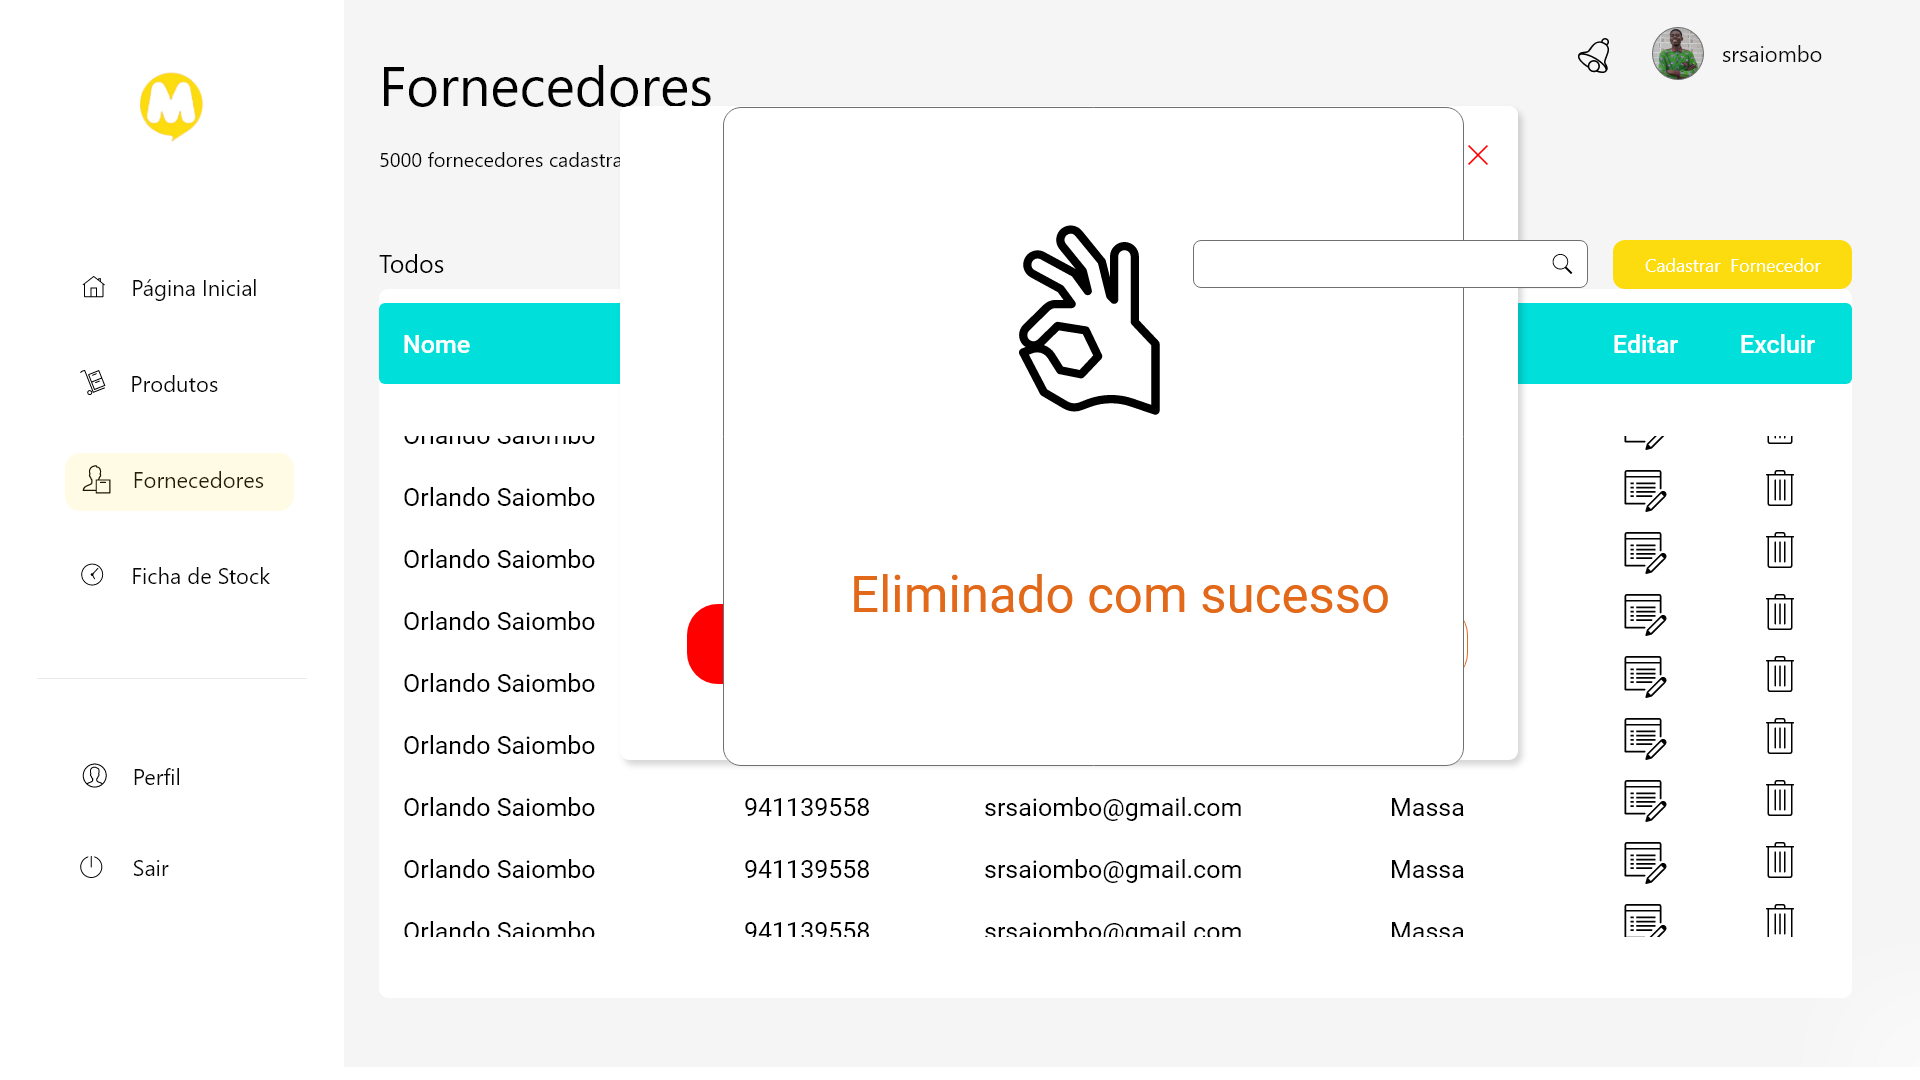 M
srsaiombo
Fornecedores
5000 fornecedores cadastra
Todos
Cadastrar Fornecedor
Página Inicial
Produtos
Fornecedores
Ficha de Stock
Perfil
Sair
Nome Editar Excluir
Orlando Saiombo
Orlando Saiombo
Orlando Saiombo
Orlando Saiombo
Orlando Saiombo
Orlando Saiombo
Eliminado com sucesso
Orlando Saiombo 941139558 srsaiombo@gmail.com Massa
Orlando Saiombo 941139558 srsaiombo@gmail.com Massa
Orlando Saiombo 941139558 srsaiombo@gmail.com Massa